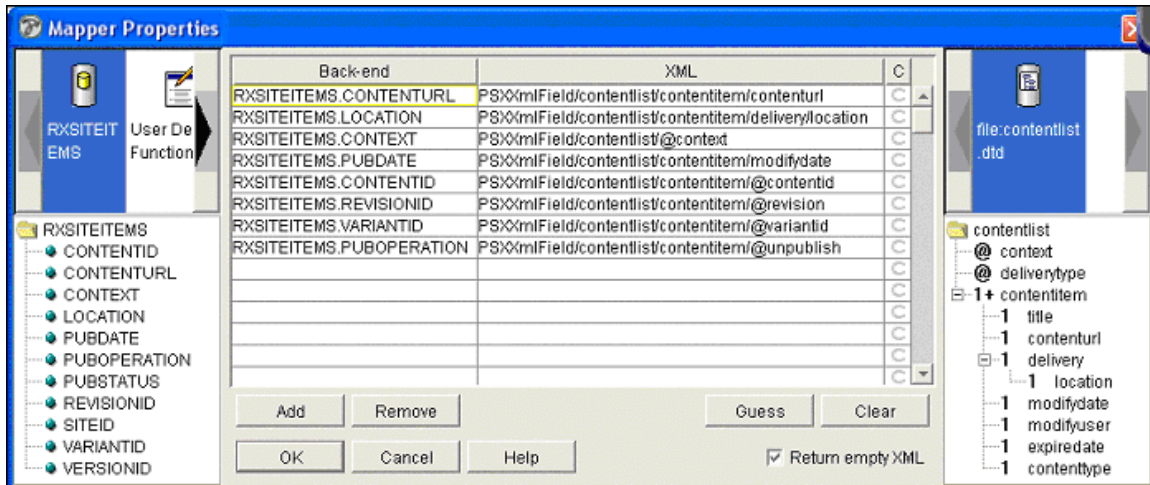 Mapper Properties
RXSITEIT
EMS
User De
Function
Back-end XML C
RXSITEITEMS.CONTENTURL PSXXmlField/contentlist/contentitem/contenturl C
RXSITEITEMS.LOCATION PSXXmlField/contentlist/contentitem/delivery/location C
RXSITEITEMS.CONTEXT PSXXmlField/contentlist/@context C
RXSITEITEMS.PUBDATE PSXXmlField/contentlist/contentitem/modifydate C
RXSITEITEMS.CONTENTID PSXXmlField/contentlist/contentitem/@contentid C
RXSITEITEMS.REVISIONID PSXXmlField/contentlist/contentitem/@revision C
RXSITEITEMS.VARIANTID PSXXmlField/contentlist/contentitem/@variantid C
RXSITEITEMS.PUBOPERATION PSXXmlField/contentlist/contentitem/@unpublish C
C
C
C
C
C
C
file:contentlist
.dtd
RXSITEITEMS
CONTENTID
CONTENTURL
CONTEXT
LOCATION
PUBDATE
PUBOPERATION
PUBSTATUS
REVISIONID
SITEID
VARIANTID
VERSIONID
Add Remove Guess Clear
OK Cancel Help Return empty XML
contentlist
@ context
@ deliverytype
1+ contentitem
1 title
1 contenturl
1 delivery
1 location
1 modifydate
1 modifyuser
1 expiredate
1 contenttype